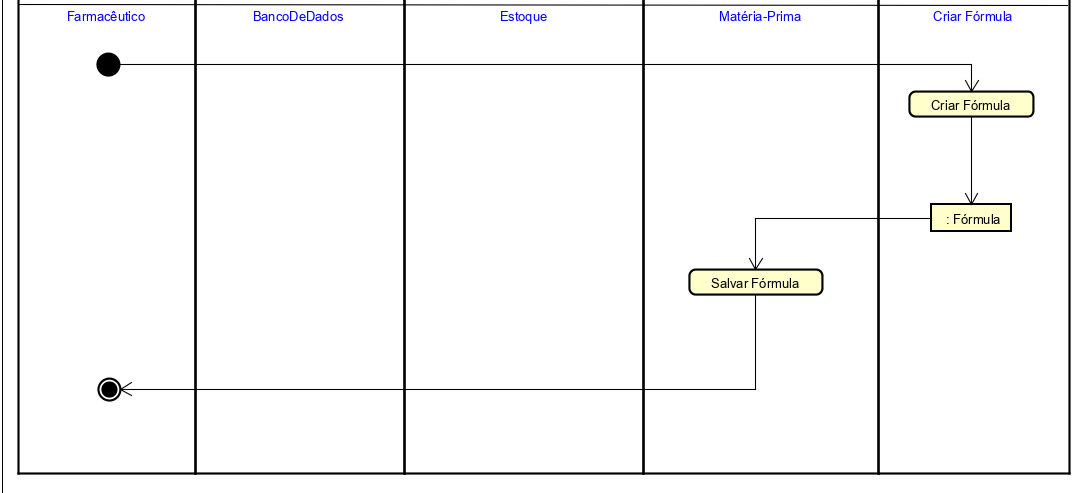 Farmacêutico
BancoDeDados
Estoque
Matéria-Prima
Criar Fórmula
Criar Fórmula
: Fórmula
Salvar Fórmula